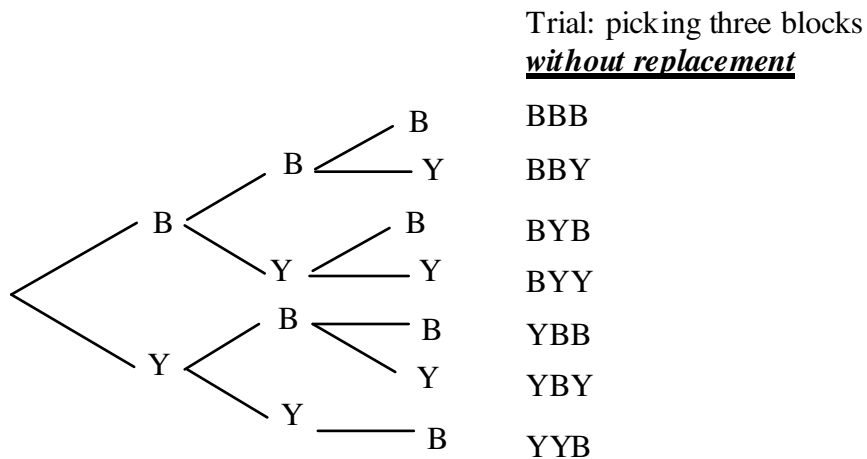 Trial: picking three blocks
without replacement
B BBB
B
Y BBY
B
B BYB
Y Y BYY
B
B YBB
Y
Y YBY
Y
B YYB